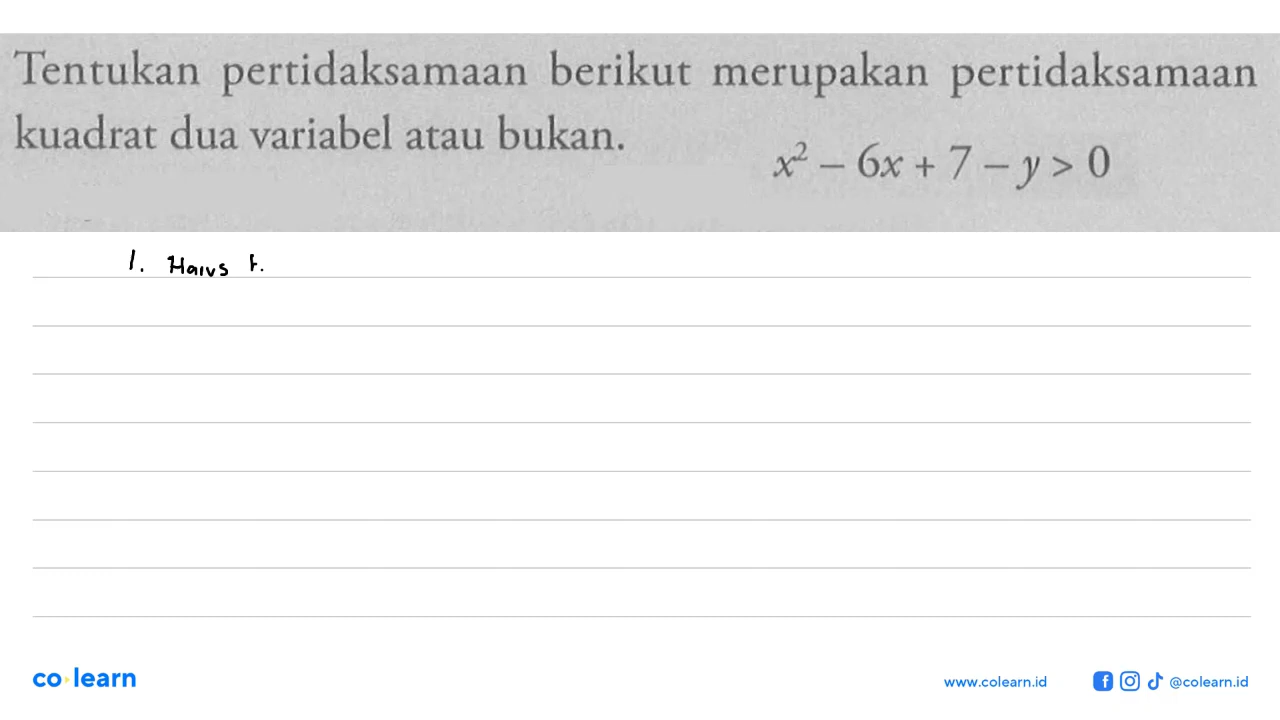 Tentukan pertidaksamaan berikut merupakan pertidaksamaan
kuadrat dua variabel atau bukan.
x² – 6x + 7 – y > 0
1. Harus t.
co learn
www.colearn.id
@colearn.id